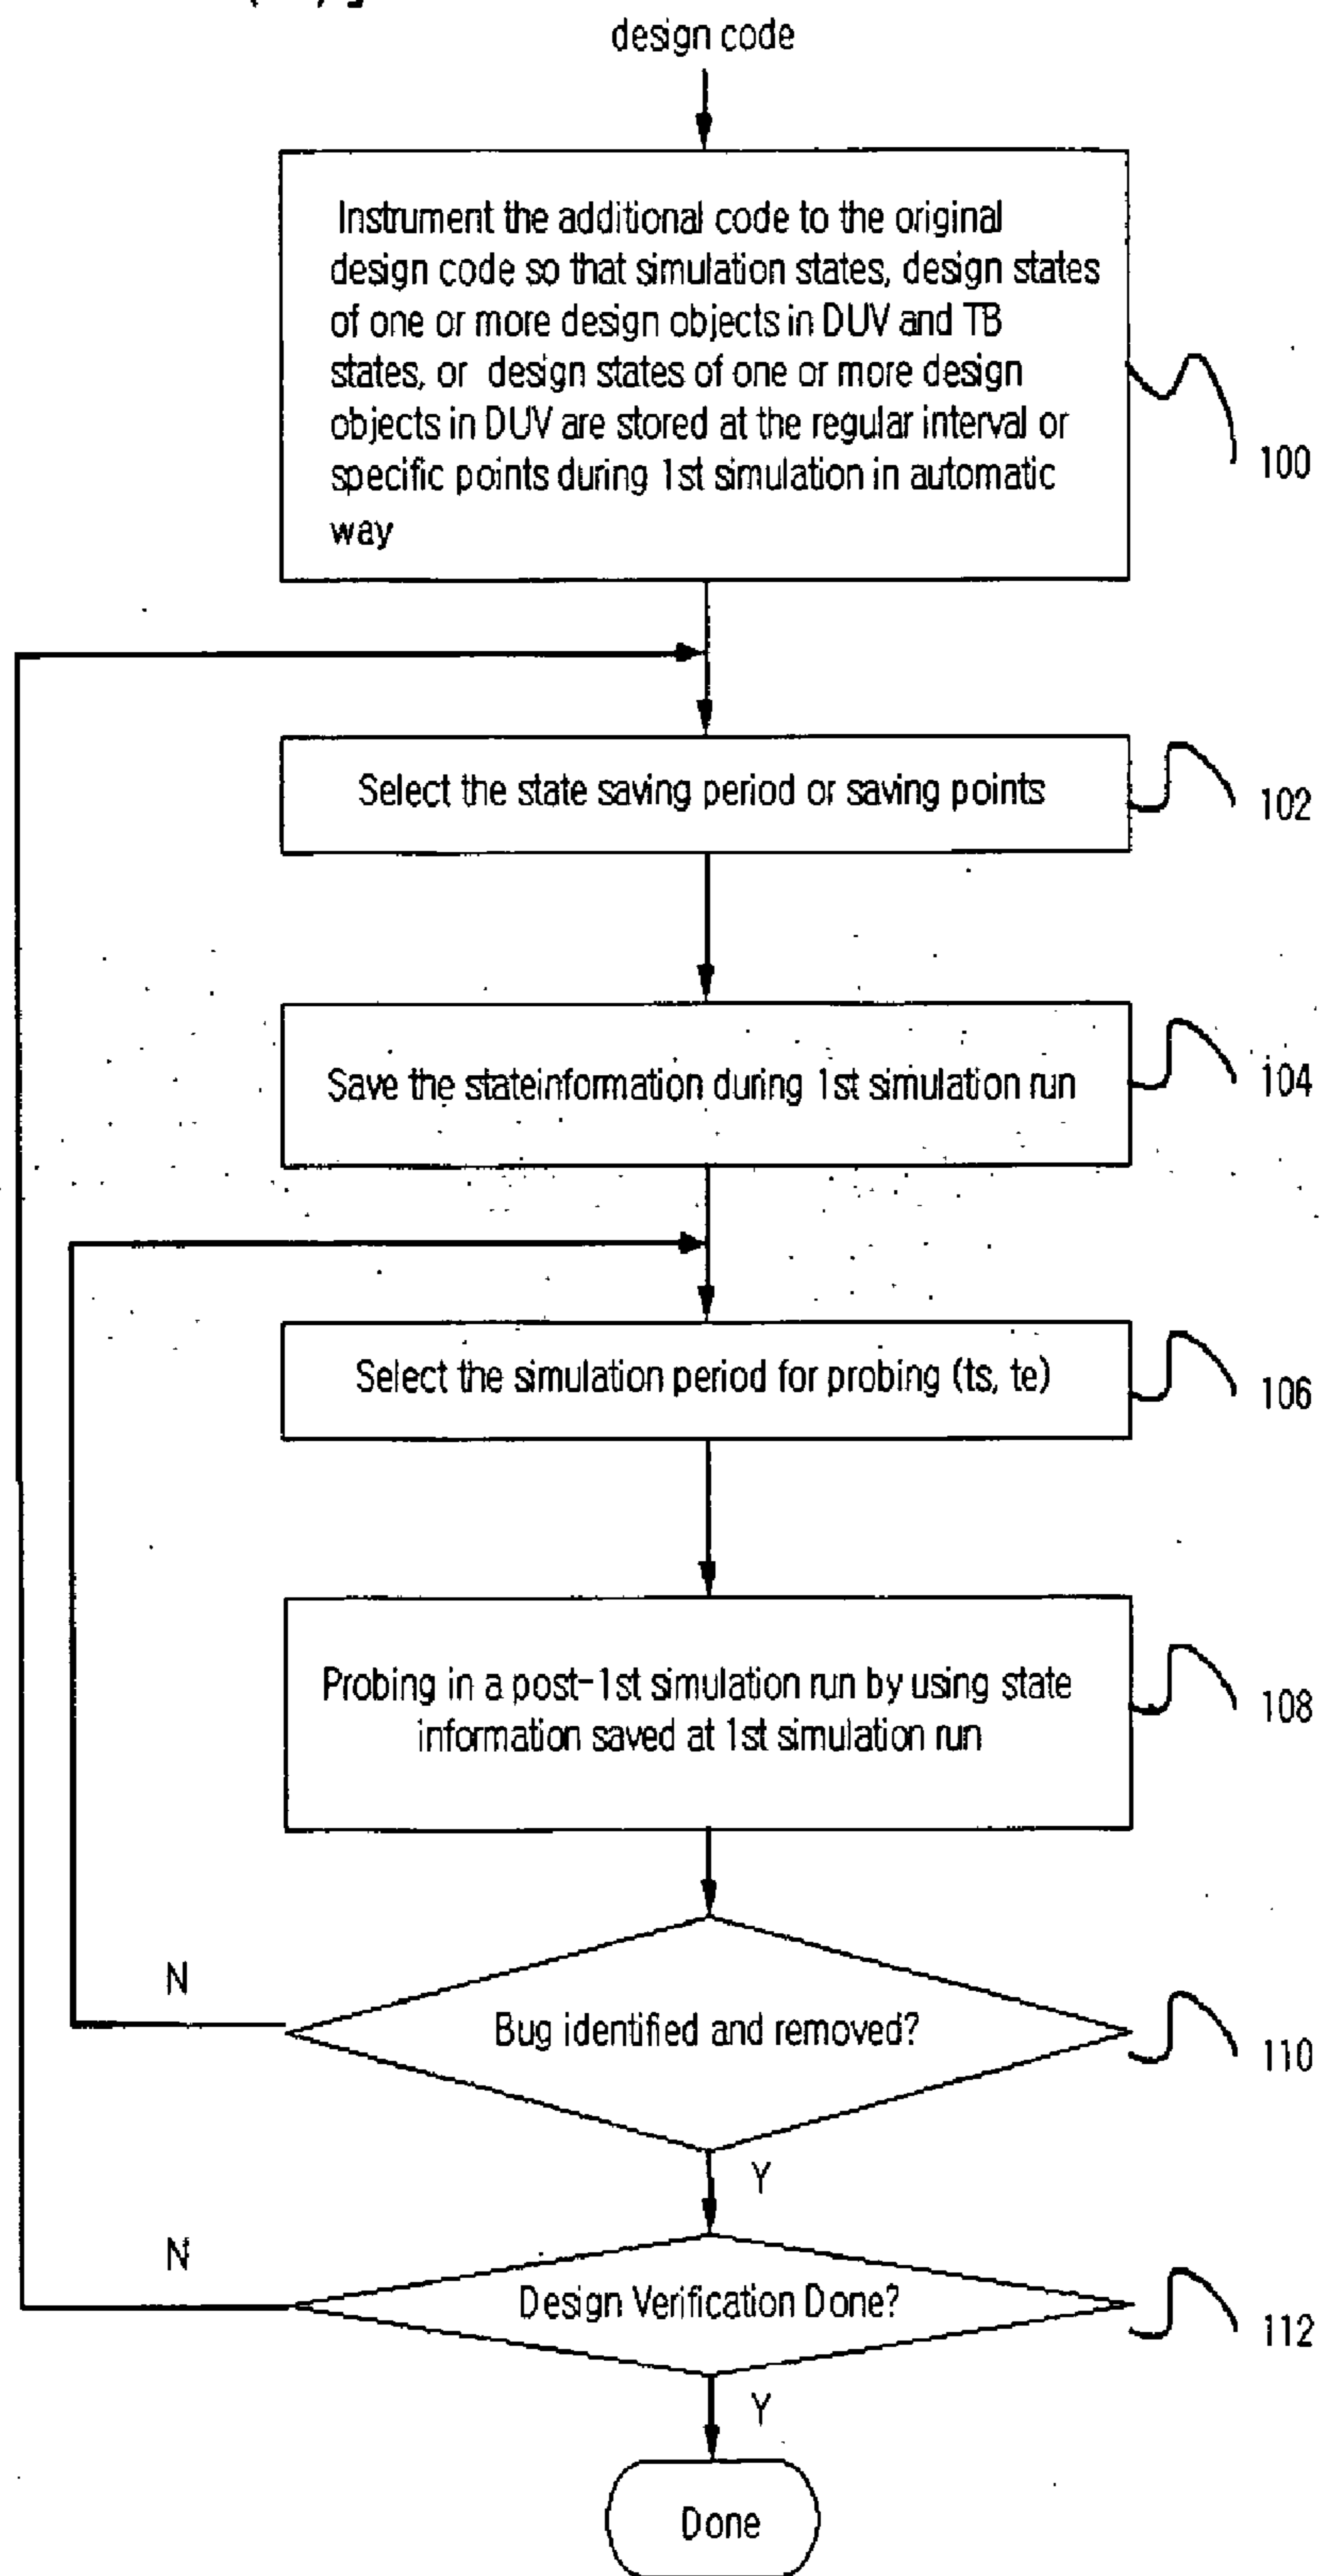 design code
Instrument the additional code to the original
design code so that simulation states, design states
of one or more design objects in DUV and TB
states, or design states of one or more design
objects in DUV are stored at the regular interval or
specific points during 1st simulation in automatic
way
100
Select the state saving period or saving points
102
Save the stateinformation during 1st simulation run
104
Select the simulation period for probing (ts, te)
106
Probing in a post-1st simulation run by using state
information saved at 1st simulation run
108
N
Bug identified and removed?
110
Y
N
Design Verification Done?
112
Y
Done